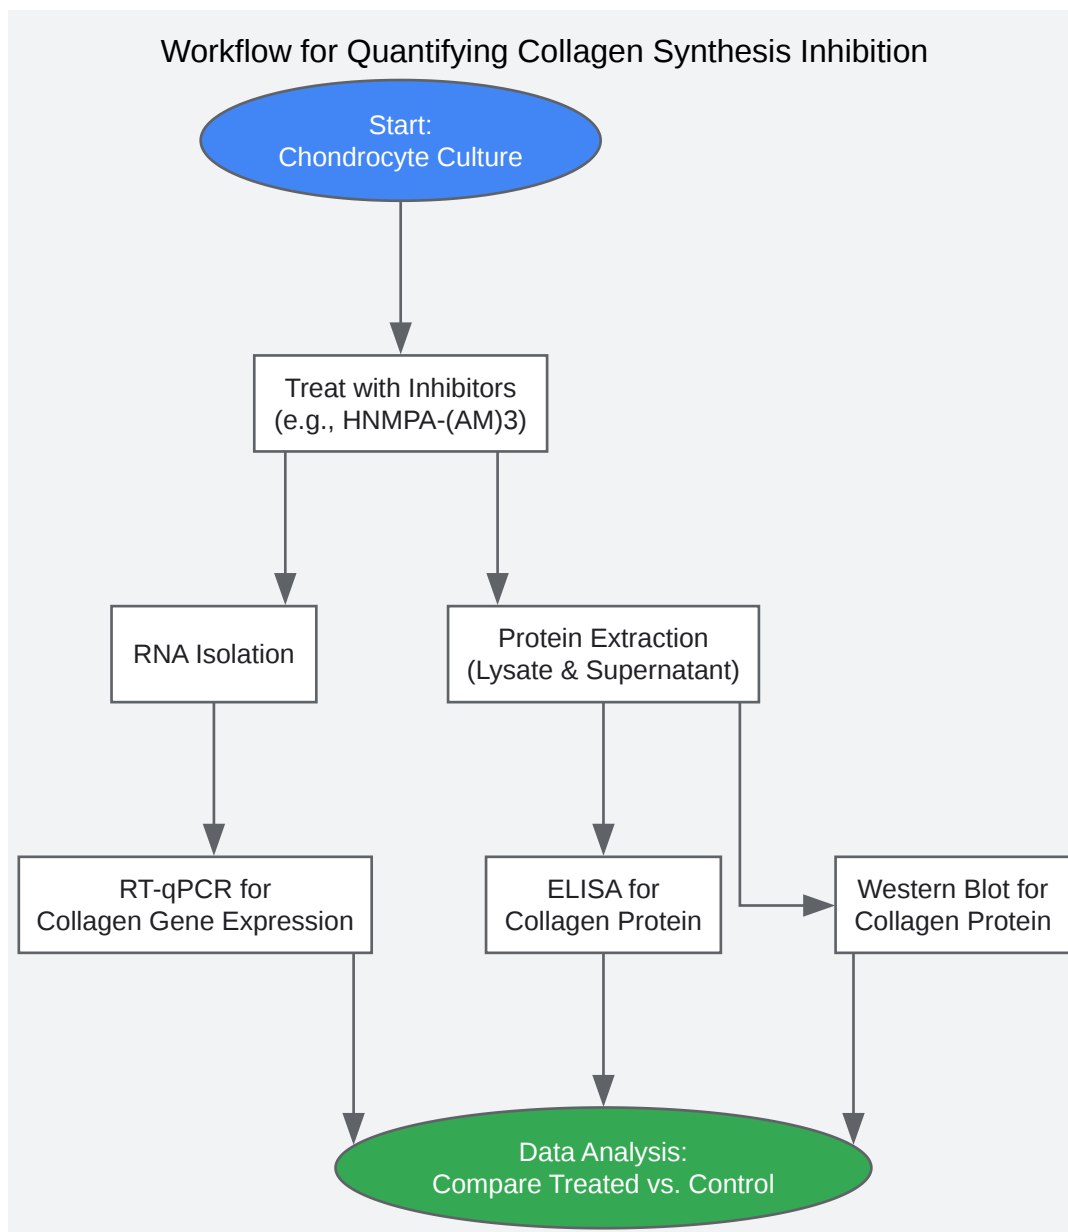 Workflow for Quantifying Collagen Synthesis Inhibition
Start:
Chondrocyte Culture
Treat with Inhibitors
(e.g., HNMPA-(AM)3)
RNA Isolation
Protein Extraction
(Lysate & Supernatant)
RT-qPCR for
Collagen Gene Expression
ELISA for
Collagen Protein
Western Blot for
Collagen Protein
Data Analysis:
Compare Treated vs. Control